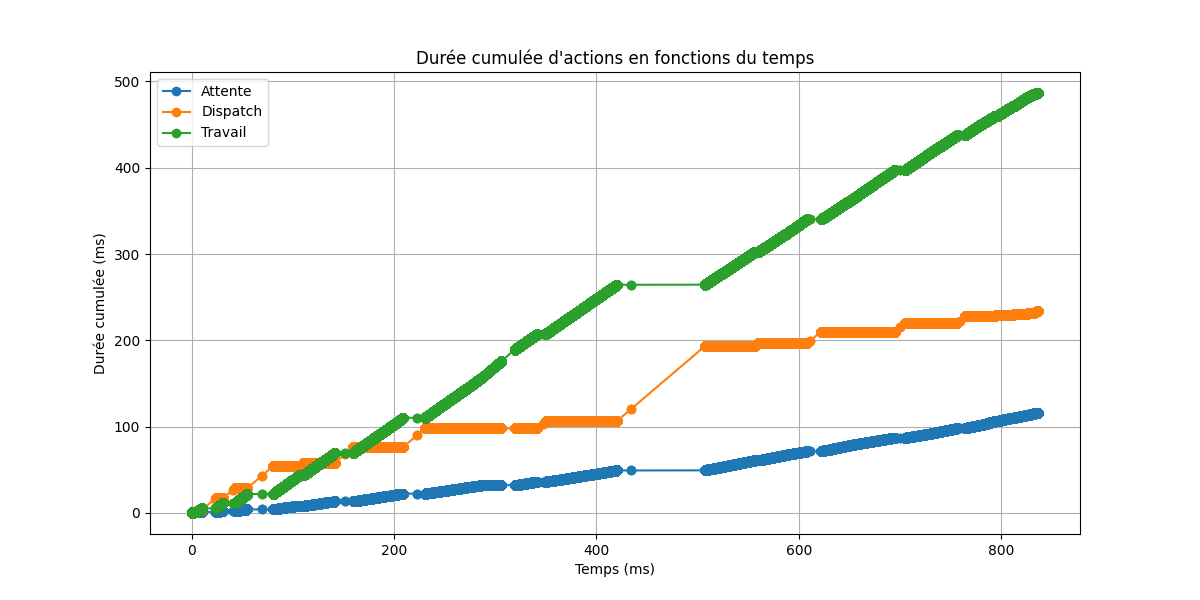 Durée cumulée d'actions en fonctions du temps
Attente
Dispatch
Travail
500
400
300
200
100
0
Durée cumulée (ms)
0 200 400 600 800
Temps (ms)